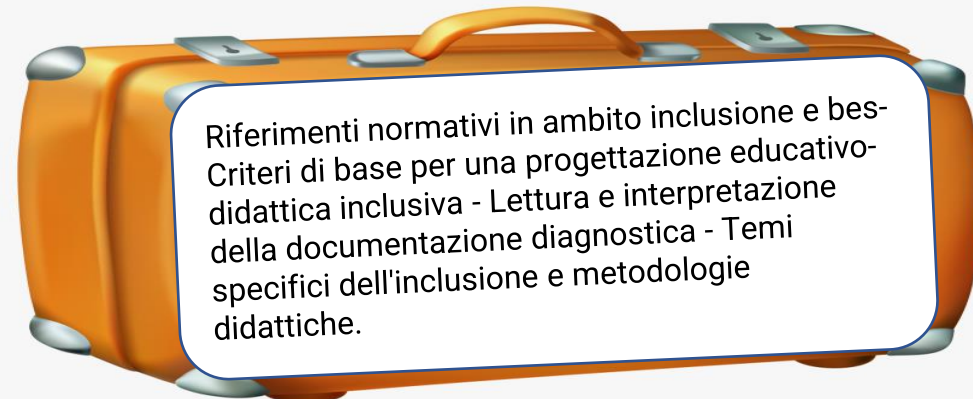 Riferimenti normativi in ambito inclusione e bes-
Criteri di base per una progettazione educativo-
didattica inclusiva - Lettura e interpretazione
della documentazione diagnostica - Temi
specifici dell'inclusione e metodologie
didattiche.